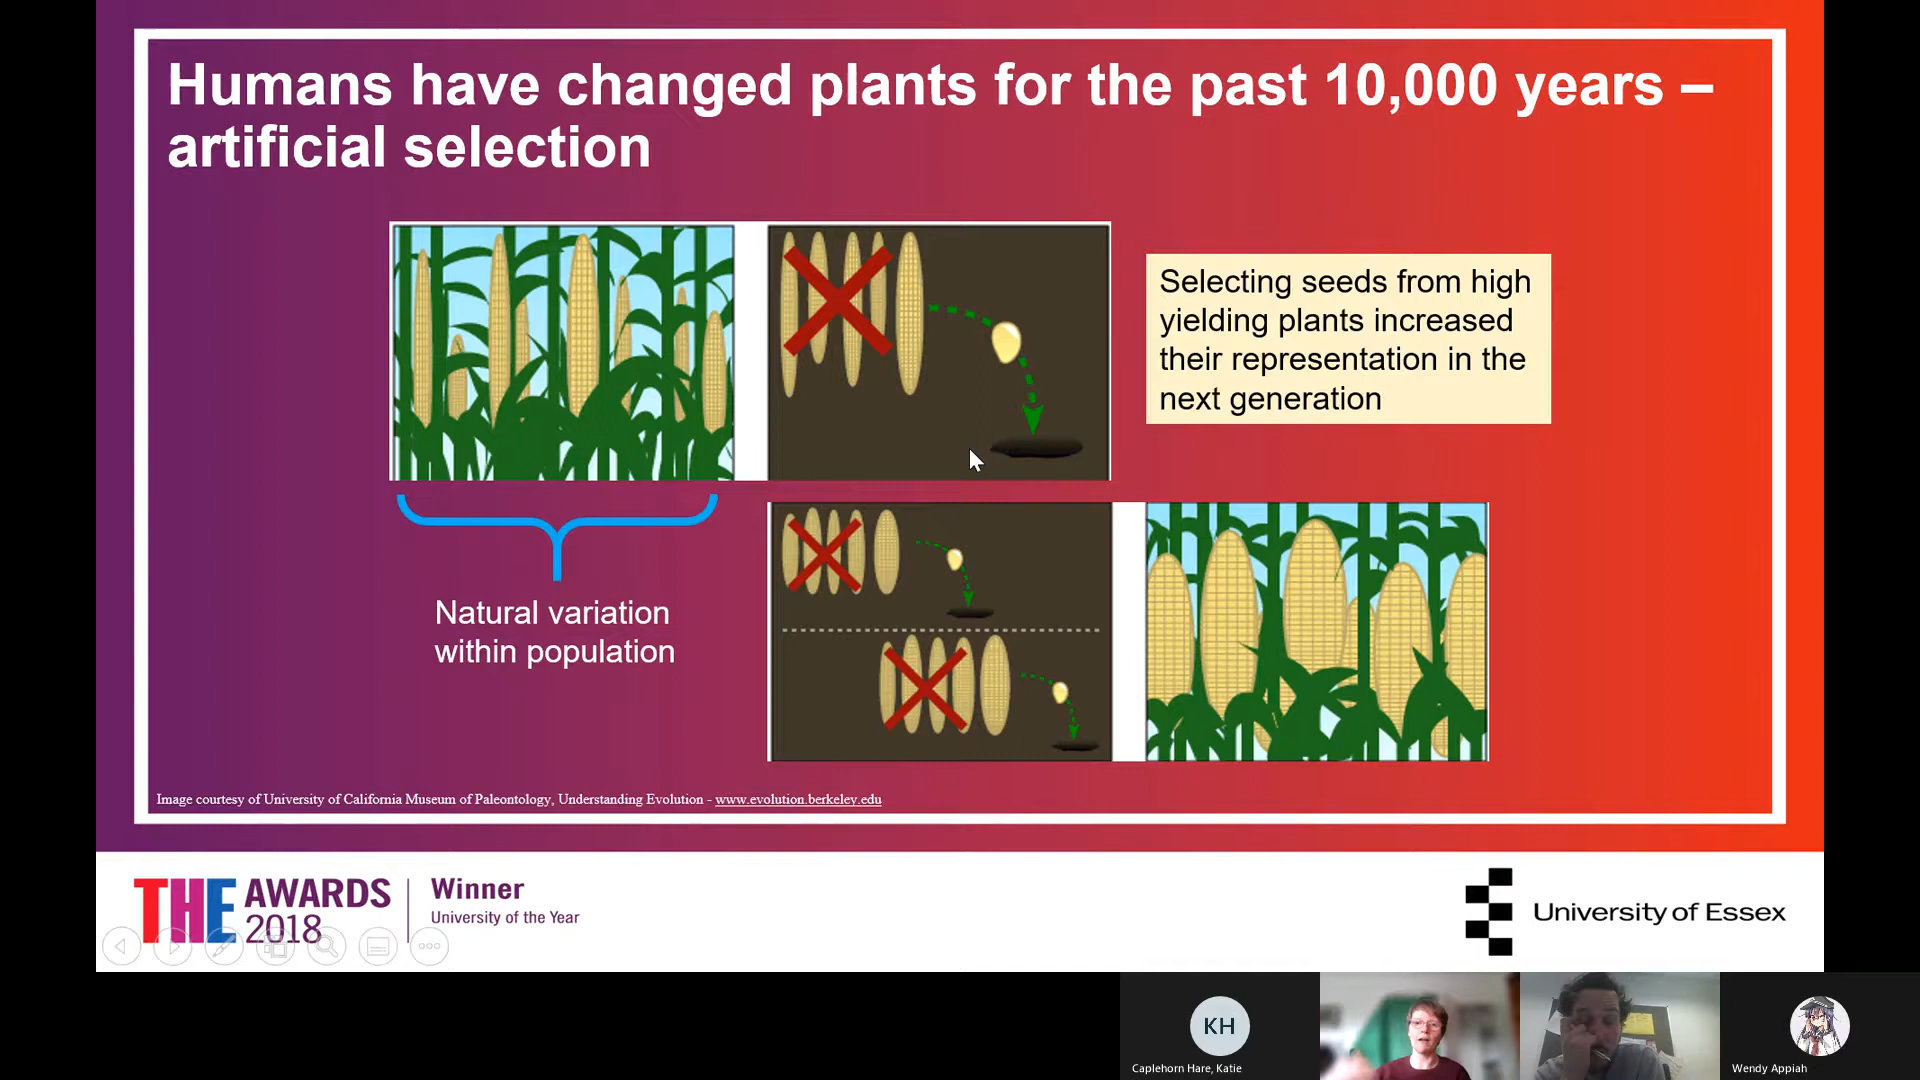 Humans have changed plants for the past 10,000 years –
artificial selection
Selecting seeds from high
yielding plants increased
their representation in the
next generation
Natural variation
within population
Image courtesy of University of California Museum of Paleontology, Understanding Evolution - www.evolution.berkeley.edu
THE AWARDS
2018
Winner
University of the Year
University of Essex
KH
Caplehorn Hare, Katie
Wendy Appiah